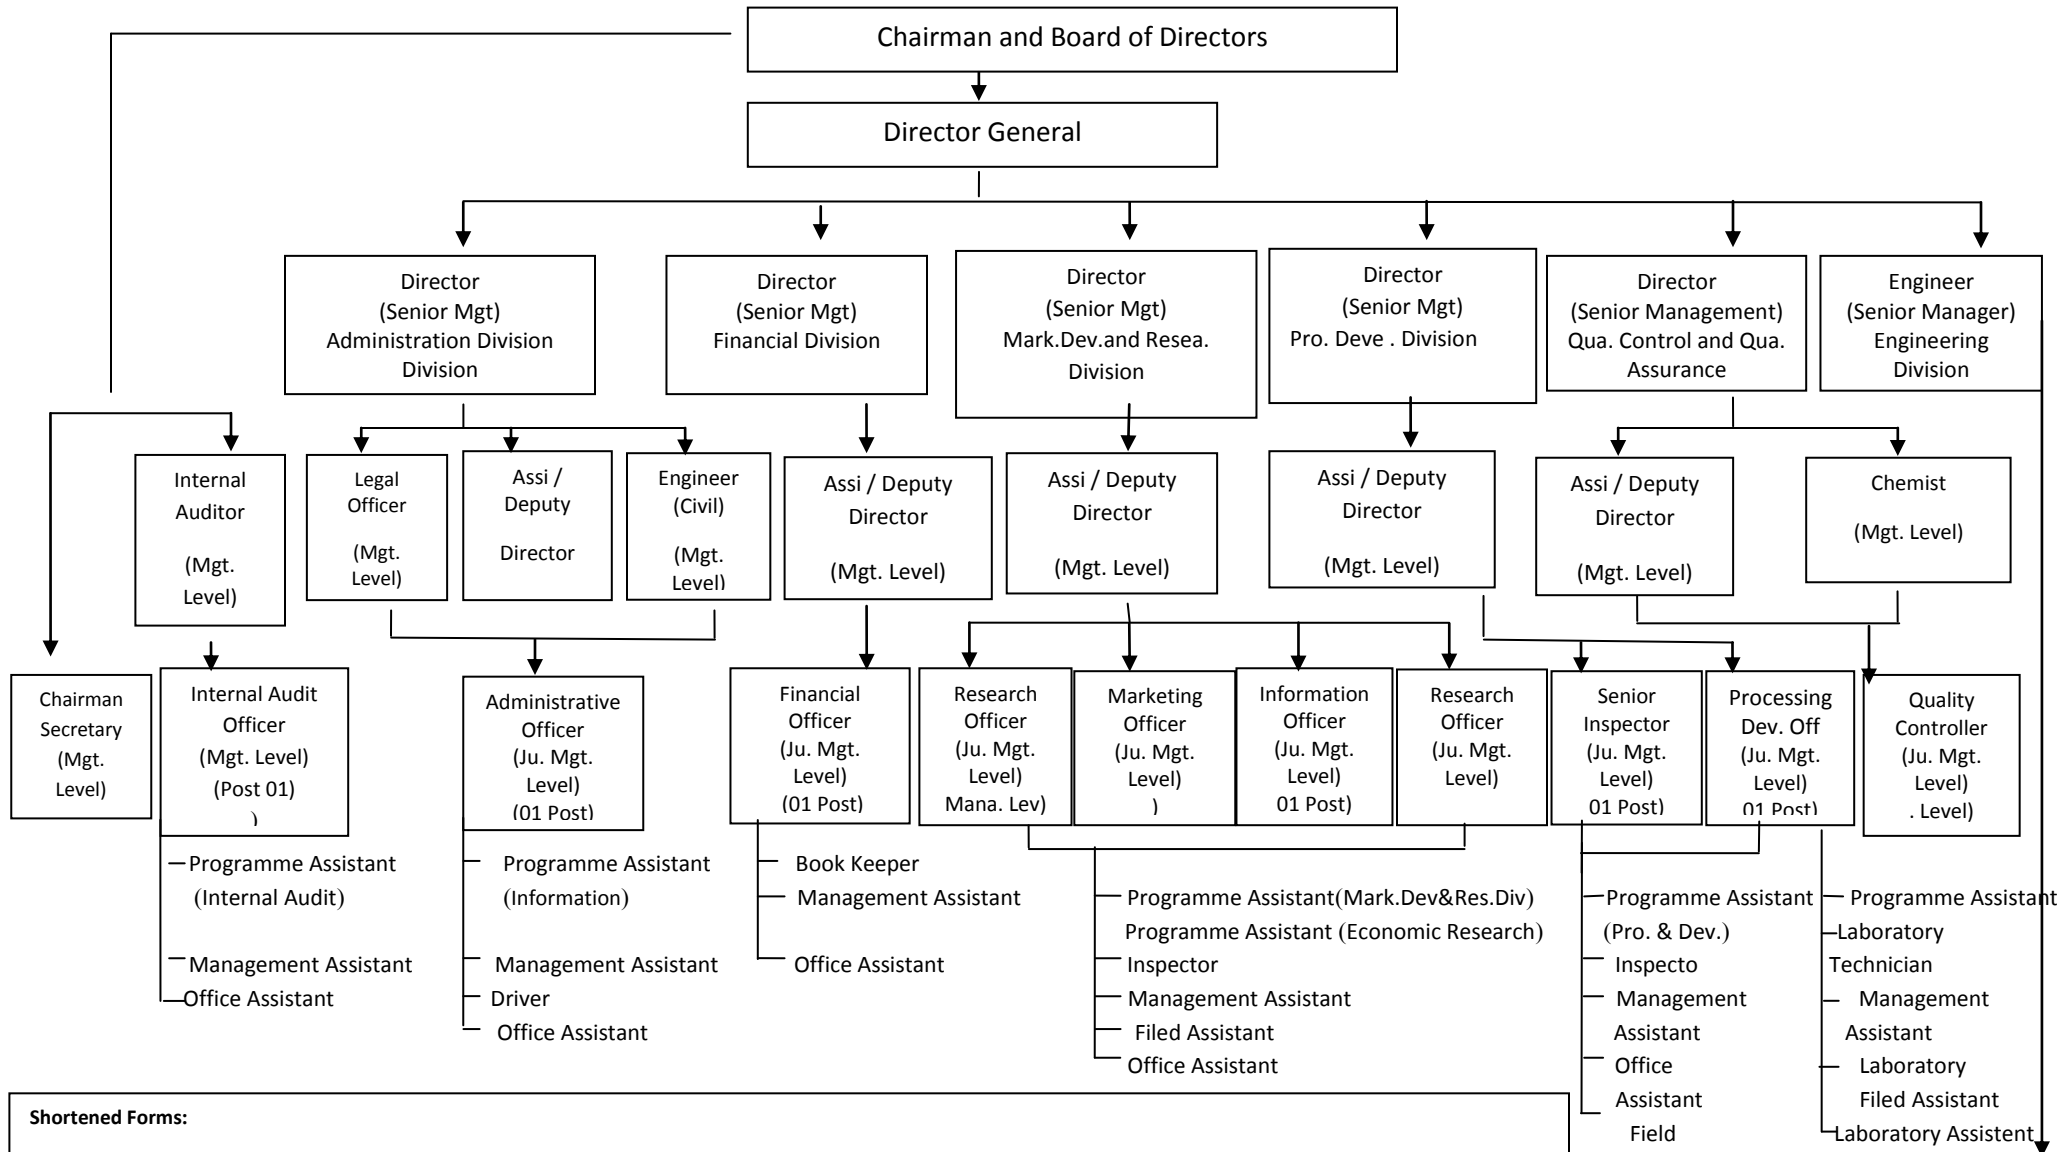 Chairman and Board of Directors
Director General
Director
(Senior Mgt)
Administration Division
Division
Director
(Senior Mgt)
Financial Division
Director
(Senior Mgt)
Mark.Dev.and Resea.
Division
Director
(Senior Mgt)
Pro. Deve . Division
Director
(Senior Management)
Qua. Control and Qua.
Assurance
Engineer
(Senior Manager)
Engineering
Division
Internal
Auditor
(Mgt.
Level)
Legal
Officer
(Mgt.
Level)
Assi /
Deputy
Director
Engineer
(Civil)
(Mgt.
Level)
Assi / Deputy
Director
(Mgt. Level)
Assi / Deputy
Director
(Mgt. Level)
Assi / Deputy
Director
(Mgt. Level)
Assi / Deputy
Director
(Mgt. Level)
Chemist
(Mgt. Level)
Chairman
Secretary
(Mgt.
Level)
Internal Audit
Officer
(Mgt. Level)
(Post 01)
)
Administrative
Officer
(Ju. Mgt.
Level)
(01 Post)
Financial
Officer
(Ju. Mgt.
Level)
(01 Post)
Research
Officer
(Ju. Mgt.
Level)
Mana. Lev)
Marketing
Officer
(Ju. Mgt.
Level)
)
Information
Officer
(Ju. Mgt.
Level)
01 Post)
Research
Officer
(Ju. Mgt.
Level)
Senior
Inspector
(Ju. Mgt.
Level)
01 Post)
Processing
Dev. Off
(Ju. Mgt.
Level)
01 Post)
Quality
Controller
(Ju. Mgt.
Level)
. Level)
Programme Assistant
(Internal Audit)
Management Assistant
Office Assistant
Programme Assistant
(Information)
Management Assistant
Driver
Office Assistant
Book Keeper
Management Assistant
Office Assistant
Programme Assistant(Mark.Dev&Res.Div)
Programme Assistant (Economic Research)
Inspector
Management Assistant
Filed Assistant
Office Assistant
Programme Assistant
(Pro. & Dev.)
Inspecto
Management
Assistant
Office
Assistant
Field
Programme Assistant
Laboratory
Technician
Management
Assistant
Laboratory
Filed Assistant
Laboratory Assistent
Shortened Forms: